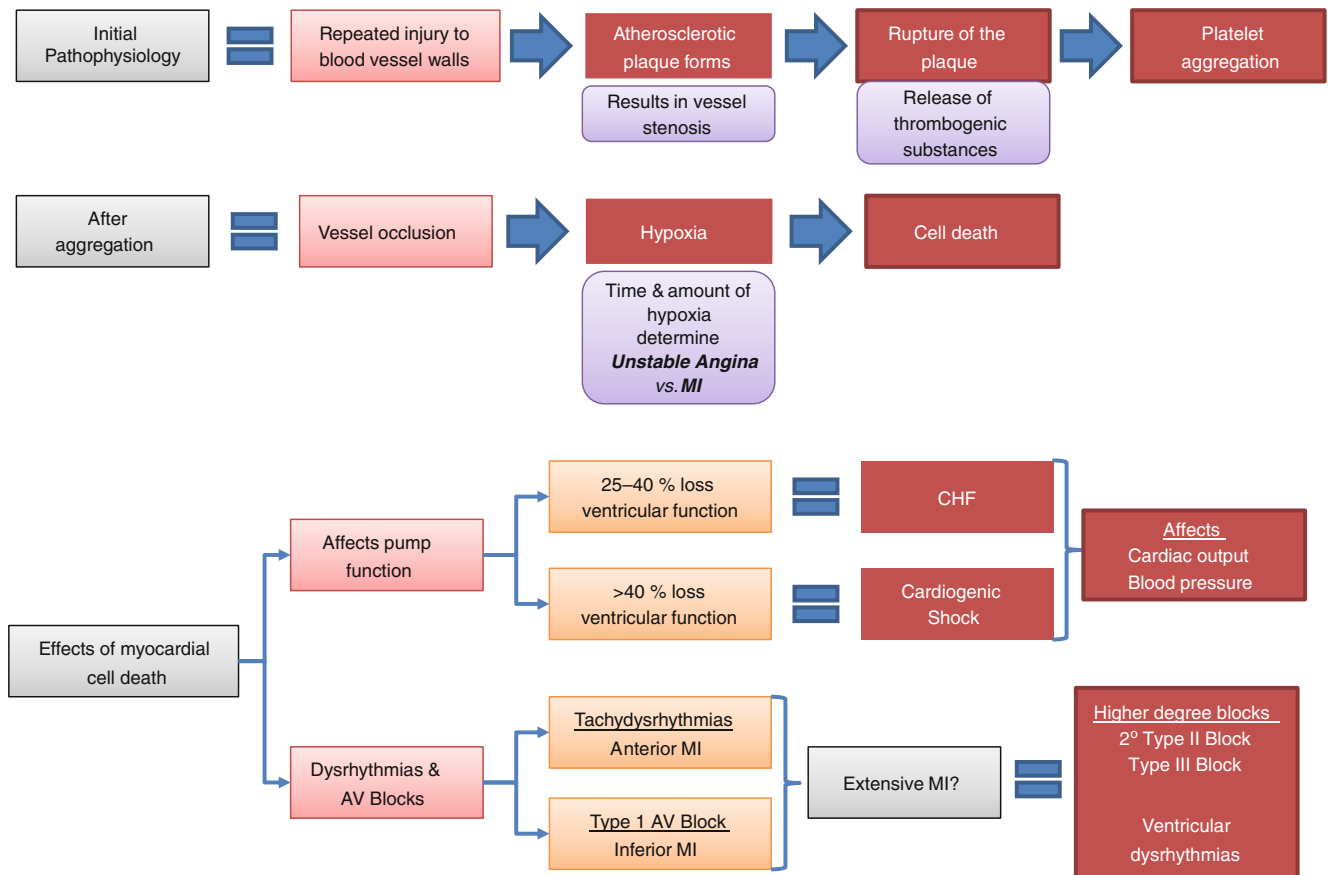 Initial
Pathophysiology
Repeated injury to
blood vessel walls
Atherosclerotic
plaque forms
Results in vessel
stenosis
Rupture of the
plaque
Release of
thrombogenic
substances
Platelet
aggregation
After
aggregation
Vessel occlusion
Hypoxia
Time & amount of
hypoxia
determine
Unstable Angina
vs. MI
Cell death
Effects of myocardial
cell death
Affects pump
function
25–40 % loss
ventricular function
CHF
>40 % loss
ventricular function
Cardiogenic
Shock
Affects
Cardiac output
Blood pressure
Dysrhythmias &
AV Blocks
Tachydysrhythmias
Anterior MI
Type 1 AV Block
Inferior MI
Extensive MI?
Higher degree blocks
2° Type II Block
Type III Block
Ventricular
dysrhythmias